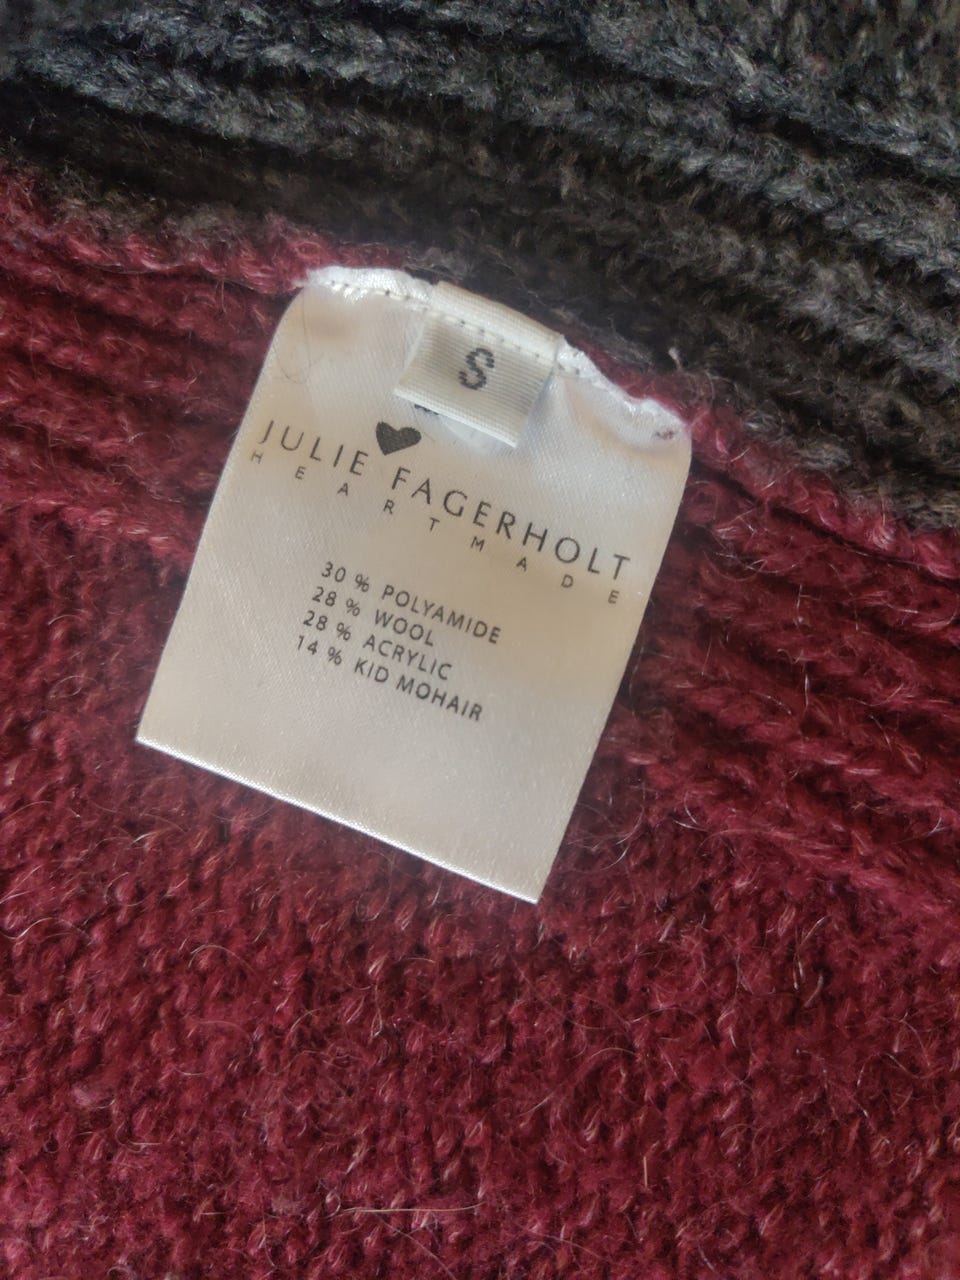 S
JULIE FAGERHOLT
HEARTMADE
30 % POLYAMIDE
28 % WOOL
28 % ACRYLIC
14 % KID MOHAIR